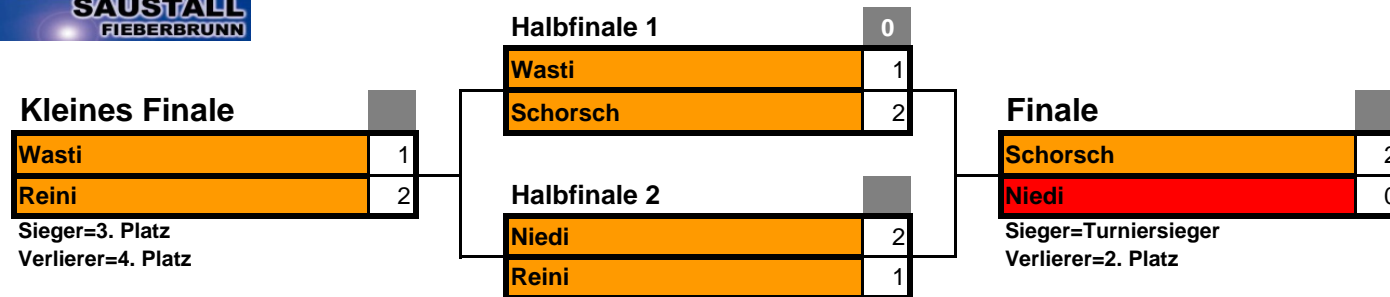 SAUSTALL
FIEBERBRUNN
Halbfinale 1 0
Wasti 1
Schorsch 2
Kleines Finale
Wasti 1
Reini 2
Sieger=3. Platz
Verlierer=4. Platz
Halbfinale 2
Niedi 2
Reini 1
Finale
Schorsch 2
Niedi 0
Sieger=Turniersieger
Verlierer=2. Platz